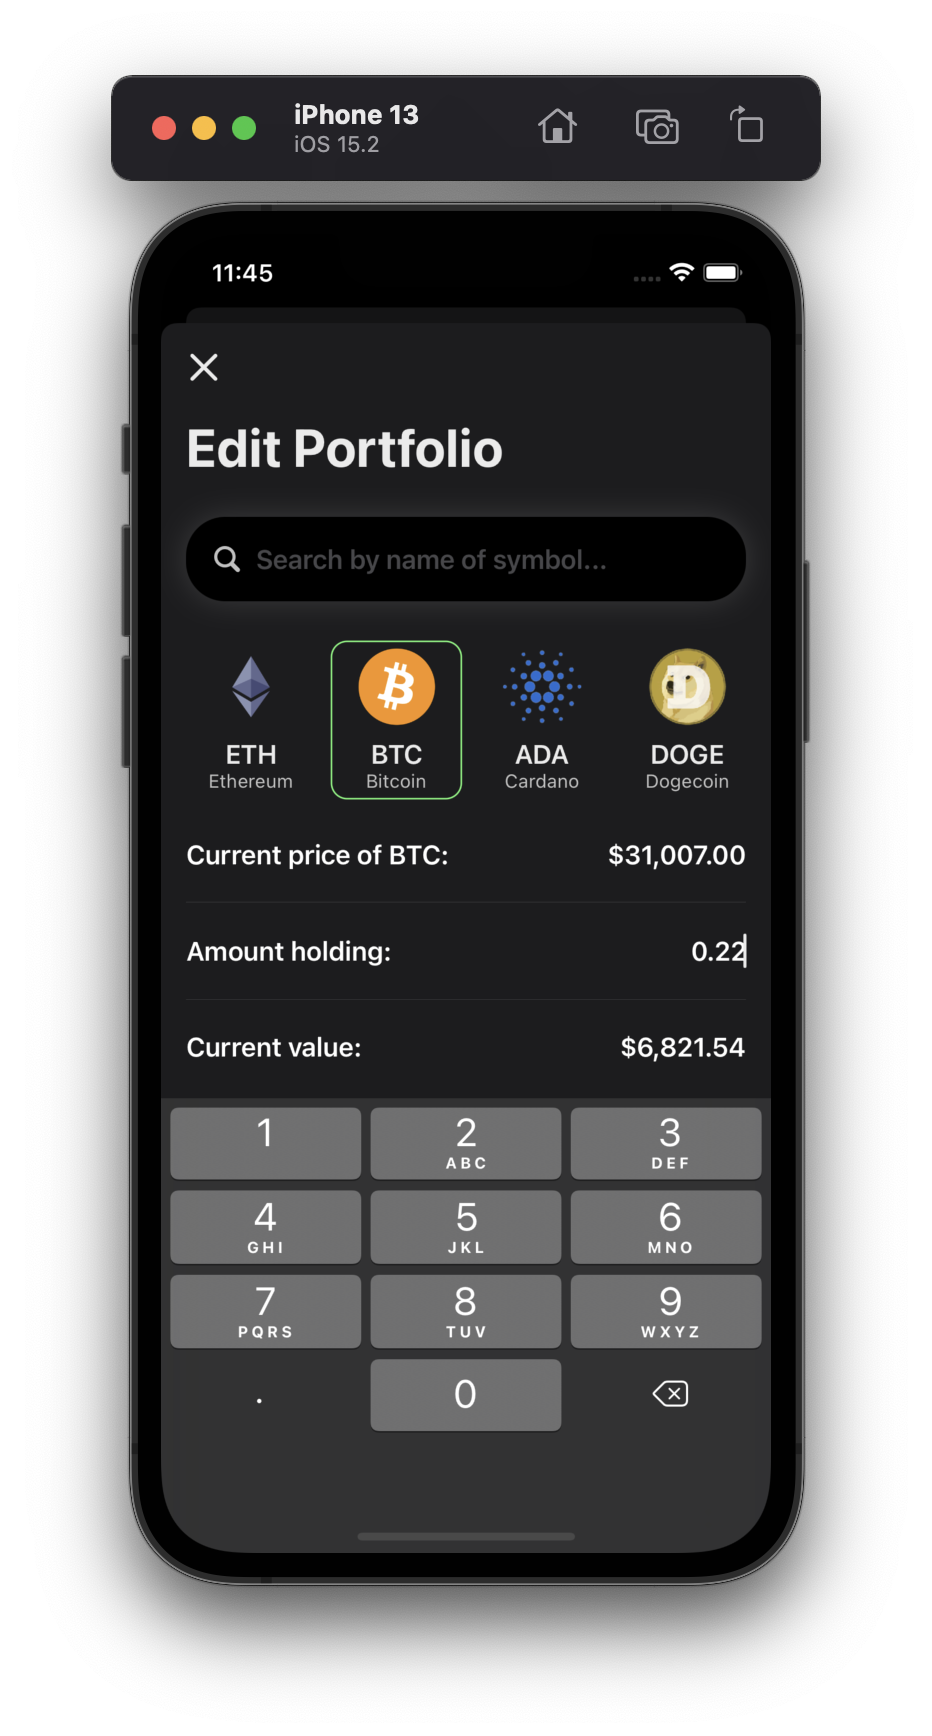 iPhone 13
iOS 15.2
11:45
Edit Portfolio
Search by name of symbol...
ETH BTC ADA DOGE
Ethereum Bitcoin Cardano Dogecoin
Current price of BTC: $31,007.00
Amount holding: 0.22
Current value: $6,821.54
1 2 3
ABC DEF
4 5 6
GHI JKL MNO
7 8 9
PQRS TUV WXYZ
. 0